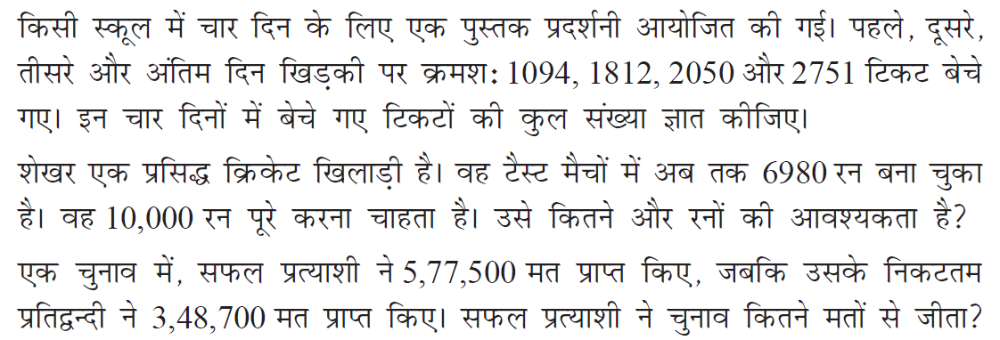 किसी स्कूल में चार दिन के लिए एक पुस्तक प्रदर्शनी आयोजित की गई। पहले, दूसरे,
तीसरे और अंतिम दिन खिड़की पर क्रमश: 1094, 1812, 2050 और 2751 टिकट बेचे
गए। इन चार दिनों में बेचे गए टिकटों की कुल संख्या ज्ञात कीजिए।
शेखर एक प्रसिद्ध क्रिकेट खिलाड़ी है। वह टैस्ट मैचों में अब तक 6980 रन बना चुका
है। वह 10,000 रन पूरे करना चाहता है। उसे कितने और रनों की आवश्यकता है?
एक चुनाव में, सफल प्रत्याशी ने 5,77,500 मत प्राप्त किए, जबकि उसके निकटतम
प्रतिद्वन्दी ने 3,48,700 मत प्राप्त किए। सफल प्रत्याशी ने चुनाव कितने मतों से जीता?